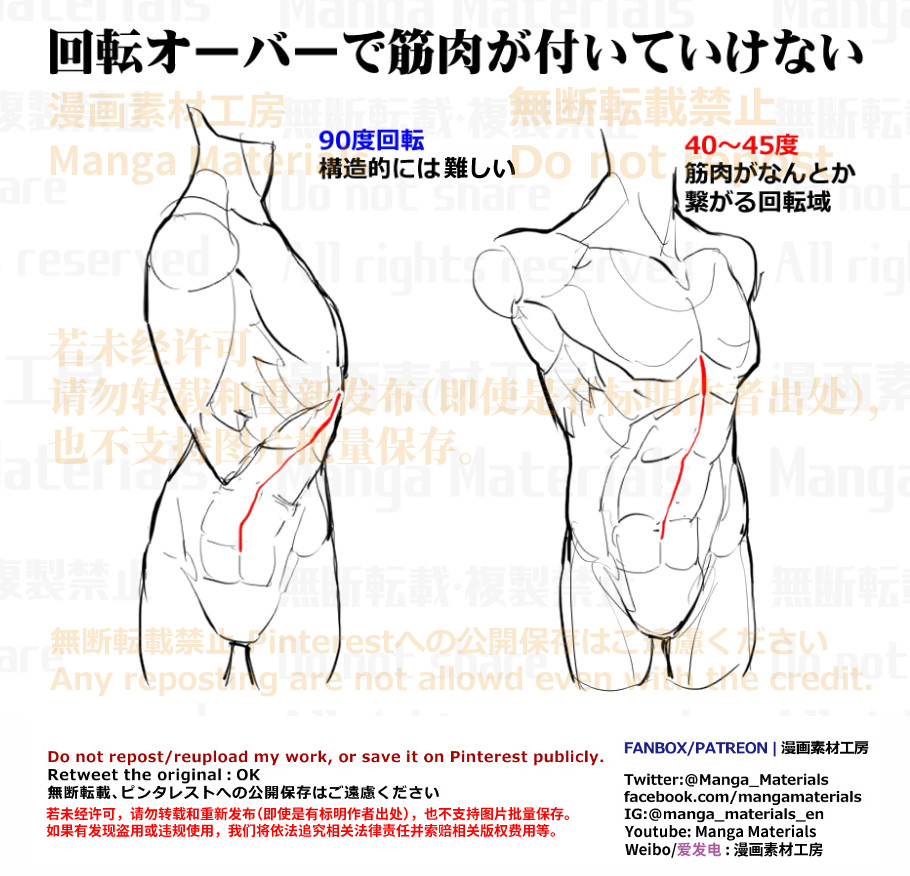 回転オーバーで筋肉が付いていけない
漫画素材工房
無断転載禁止
Manga Materials
Do not repost
90度回転
構造的には難しい
40～45度
筋肉がなんとか
繋がる回転域
无断転載・複製禁止
Do not share
All rights reserved
Manga Materials
若未经许可,
请勿转载和重新发布(即使是有标明作者出处),
也不支持图片批量保存。
無断転載禁止 Pinterestへの公開保存はご遠慮ください
Any reposting are not allowd even with the credit.
Do not repost/reupload my work, or save it on Pinterest publicly.
Retweet the original : OK
無断転載、ピンタレストへの公開保存はご遠慮ください
若未经许可，请勿转载和重新发布(即使是有标明作者出处)，也不支持图片批量保存。
如果有发现盗用或违规使用，我们将依法追究相关法律责任并索赔相关版权费用等。
FANBOX/PATREON | 漫画素材工房
Twitter:@Manga_Materials
facebook.com/mangamaterials
IG:@manga_materials_en
Youtube: Manga Materials
Weibo/爱发电 : 漫画素材工房